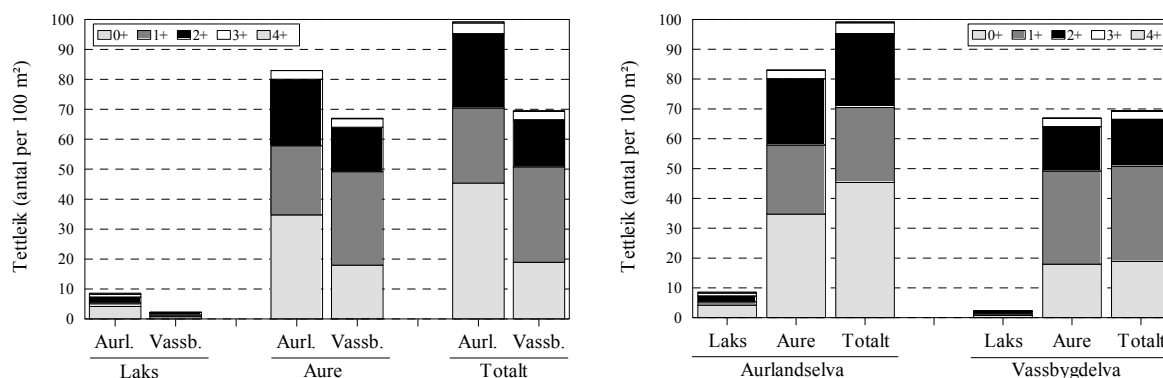 0+ 1+ 2+ 3+ 4+
Tettleik (antal per 100 m²)
100
90
80
70
60
50
40
30
20
10
0
Aurl. Vassb. Aurl. Vassb. Aurl. Vassb.
Laks Aure Totalt
0+ 1+ 2+ 3+ 4+
Tettleik (antal per 100 m²)
100
90
80
70
60
50
40
30
20
10
0
Laks Aure Totalt Laks Aure Totalt
Aurlandselva Vassbygdelva